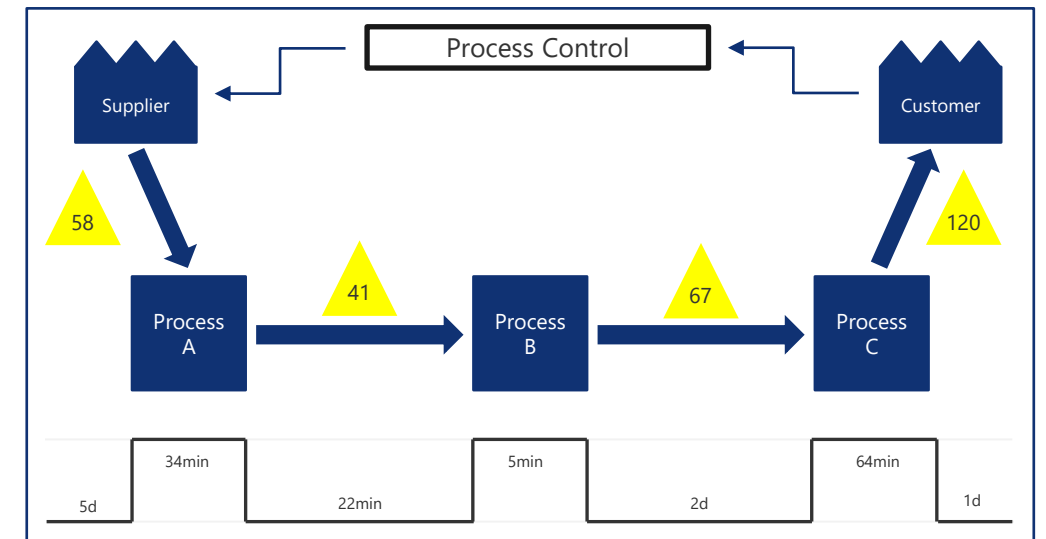 Process Control
Supplier
Customer
58
120
41
67
Process
A
Process
B
Process
C
34min
5min
64min
5d
22min
2d
1d